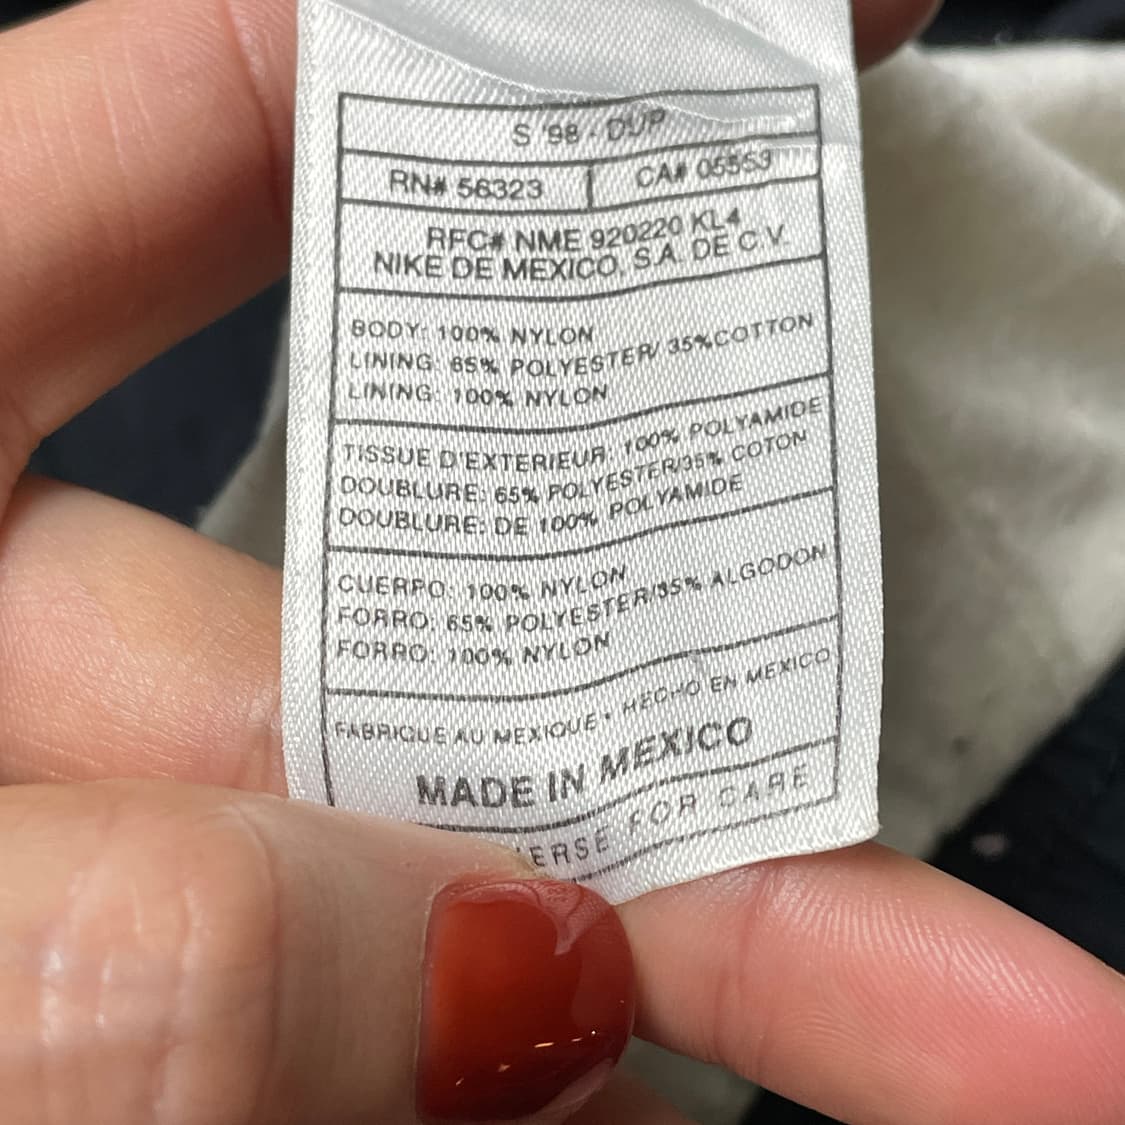 S '98 - DUP
RN# 56323 CA# 05553
RFC# NME 920220 KL4
NIKE DE MEXICO, S.A. DE C.V.
BODY: 100% NYLON
LINING: 65% POLYESTER/ 35%COTTON
LINING: 100% NYLON
TISSUE D'EXTERIEUR: 100% POLYAMIDE
DOUBLURE: 65% POLYESTER/35% COTON
DOUBLURE: DE 100% POLYAMIDE
CUERPO: 100% NYLON
FORRO: 65% POLYESTER/35% ALGODON
FORRO: 100% NYLON
FABRIQUE AU MEXIQUE • HECHO EN MEXICO
MADE IN MEXICO
FOR CARE